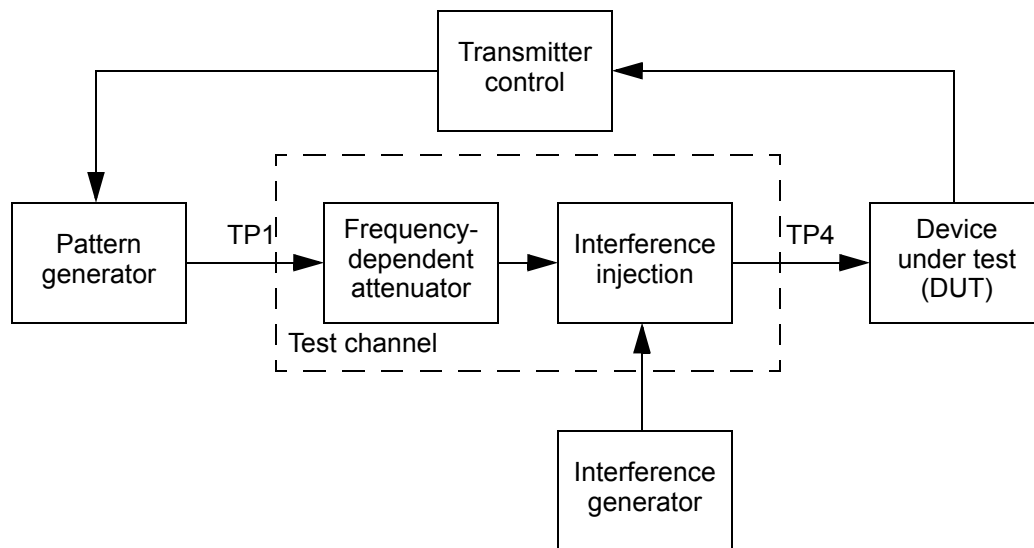 Transmitter
control
Pattern
generator
TP1
Frequency-
dependent
attenuator
Interference
injection
TP4
Device
under test
(DUT)
Test channel
Interference
generator